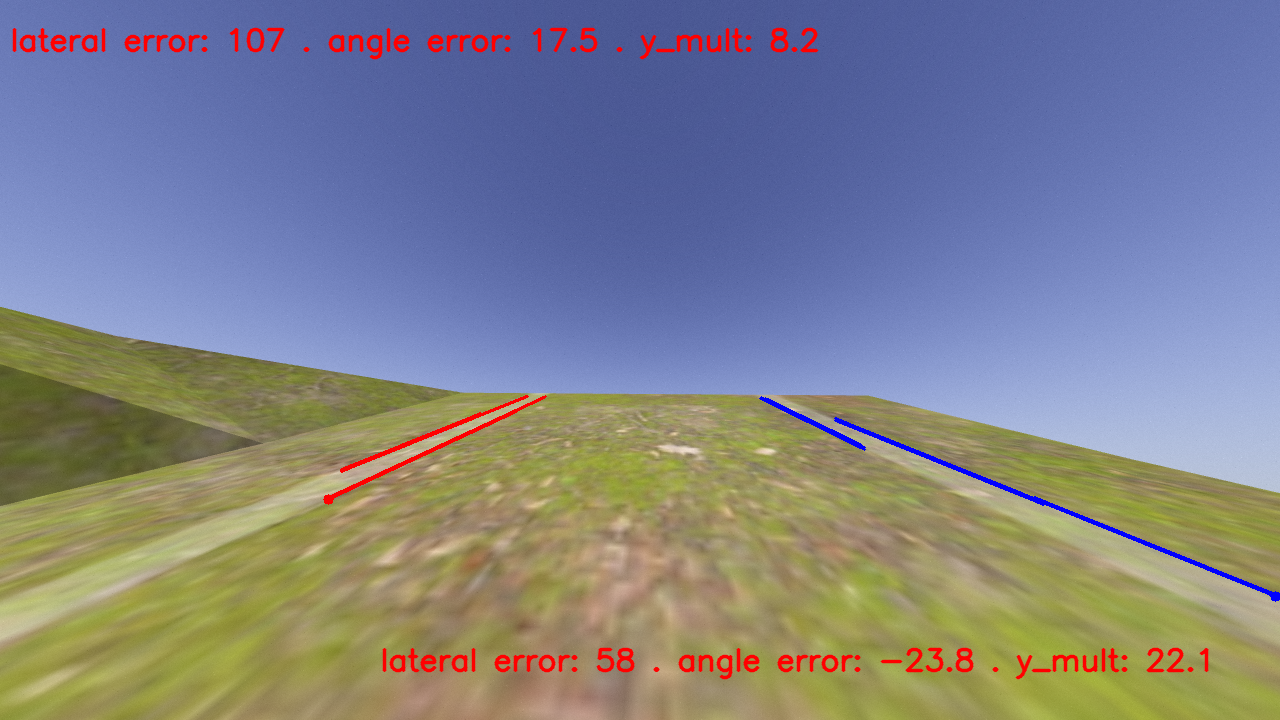 lateral error: 107 . angle error: 17.5 . y_mult: 8.2
lateral error: 58 . angle error: -23.8 . y_mult: 22.1